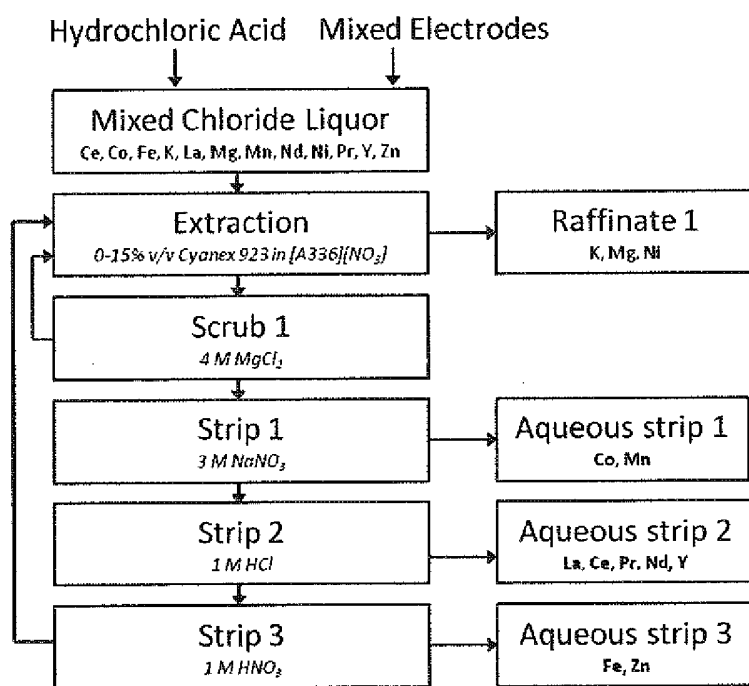 Hydrochloric Acid
Mixed Electrodes
Mixed Chloride Liquor
Ce, Co, Fe, K, La, Mg, Mn, Nd, Ni, Pr, Y, Zn
Extraction
0-15% v/v Cyanex 923 in [A336][NO₃]
Raffinate 1
K, Mg, Ni
Scrub 1
4 M MgCl₂
Strip 1
3 M NaNO₃
Aqueous strip 1
Co, Mn
Strip 2
1 M HCl
Aqueous strip 2
La, Ce, Pr, Nd, Y
Strip 3
1 M HNO₃
Aqueous strip 3
Fe, Zn